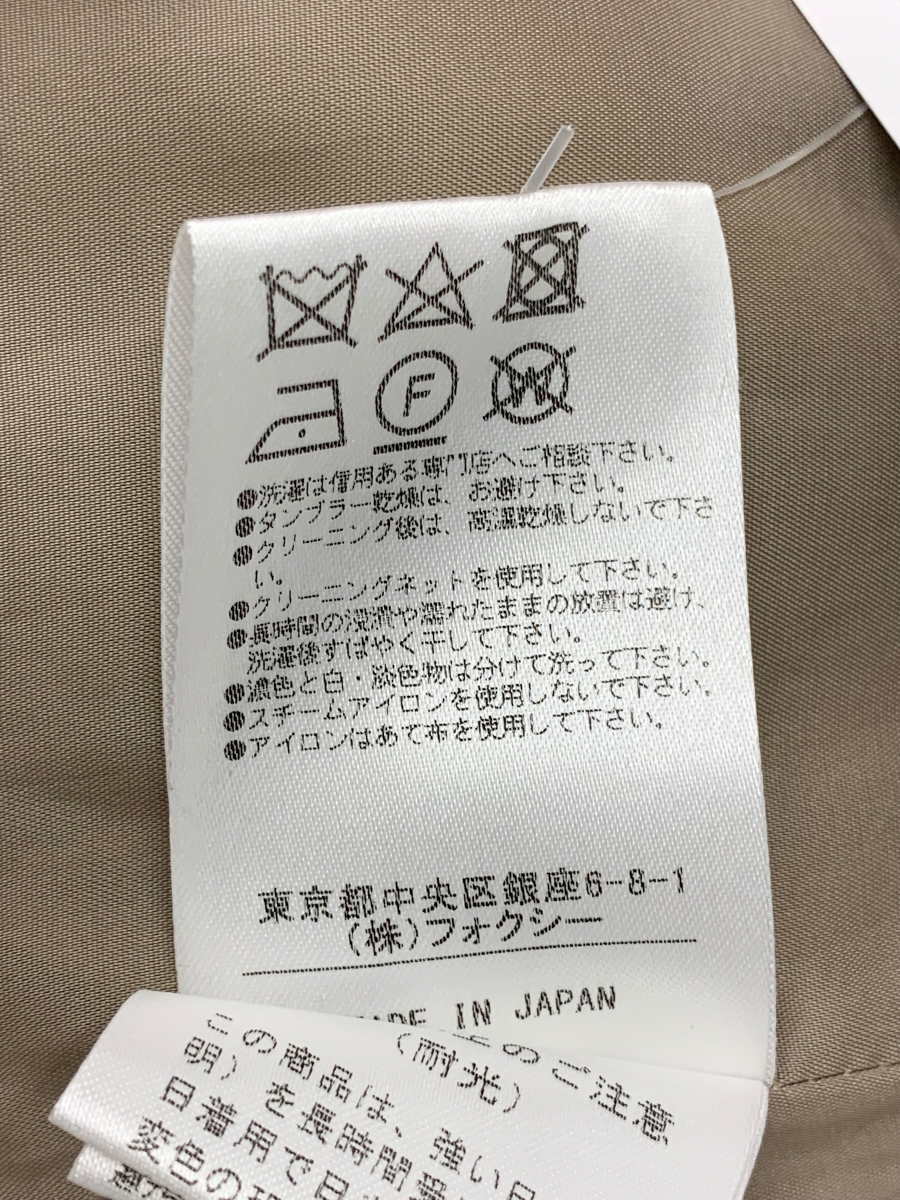 F
W
●洗濯は信用ある専門店へご相談下さい。
●タンブラー乾燥は、お避け下さい。
●クリーニング後は、高温乾燥しないで下さ
い。
●クリーニングネットを使用して下さい。
●長時間の浸漬や濡れたままの放置は避け、
洗濯後すばやく干して下さい。
●濃色と白・淡色物は分けて洗って下さい。
●スチームアイロンを使用しないで下さい。
●アイロンはあて布を使用して下さい。
東京都中央区銀座6-8-1
(株)フォクシー
MADE IN JAPAN
のご注意
(耐光)
この商品は、強い日
明)を長時間
日着用で日
変色の